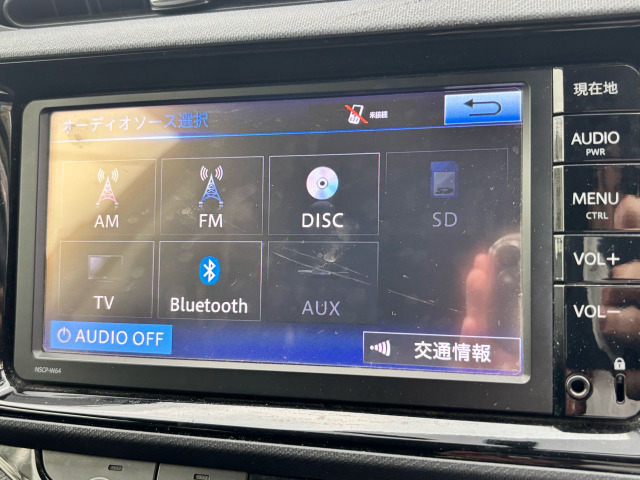 オーディオソース選択
未接続
AM
FM
DISC
SD
TV
Bluetooth
AUX
AUDIO OFF
交通情報
NSCP-W64
現在地
AUDIO
PWR
MENU
CTRL
VOL+
VOL−